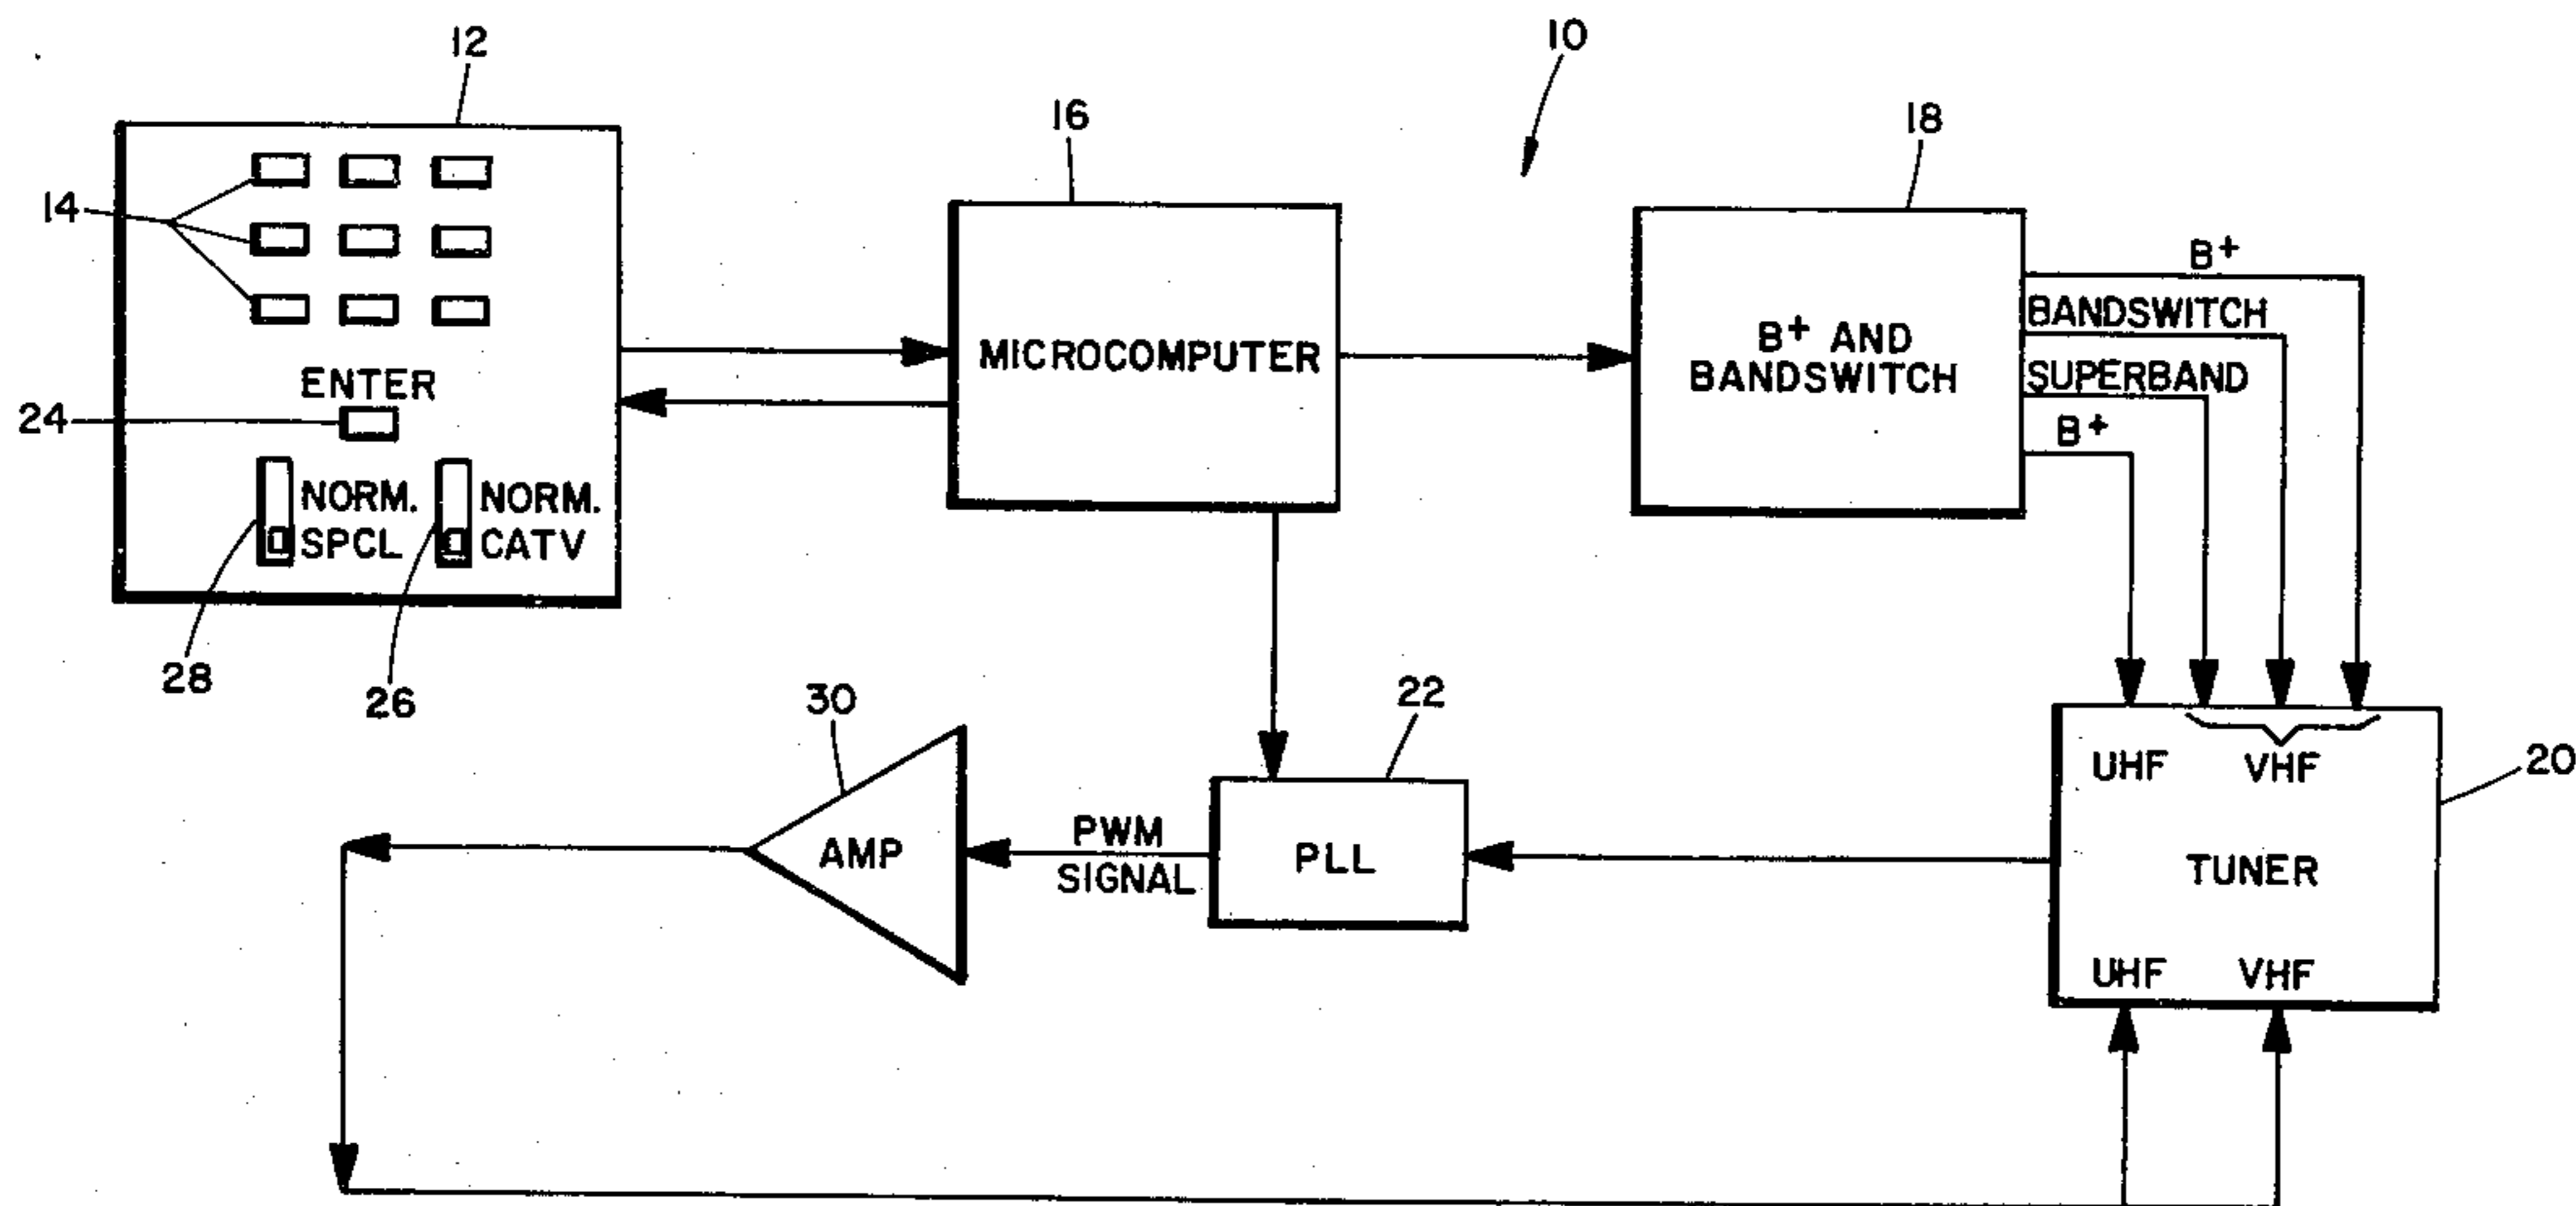 12
10
16
18
14
B+
BANDSWITCH
SUPERBAND
B+
MICROCOMPUTER
B+ AND
BANDSWITCH
ENTER
24
NORM.
SPCL
NORM.
CATV
28
26
30
22
20
UHF
VHF
AMP
PWM
SIGNAL
PLL
TUNER
UHF
VHF